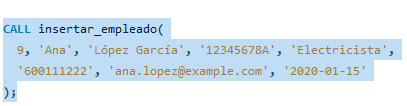 CALL insertar_empleado(
9, 'Ana', 'López García', '12345678A', 'Electricista',
'600111222', 'ana.lopez@example.com', '2020-01-15'
);